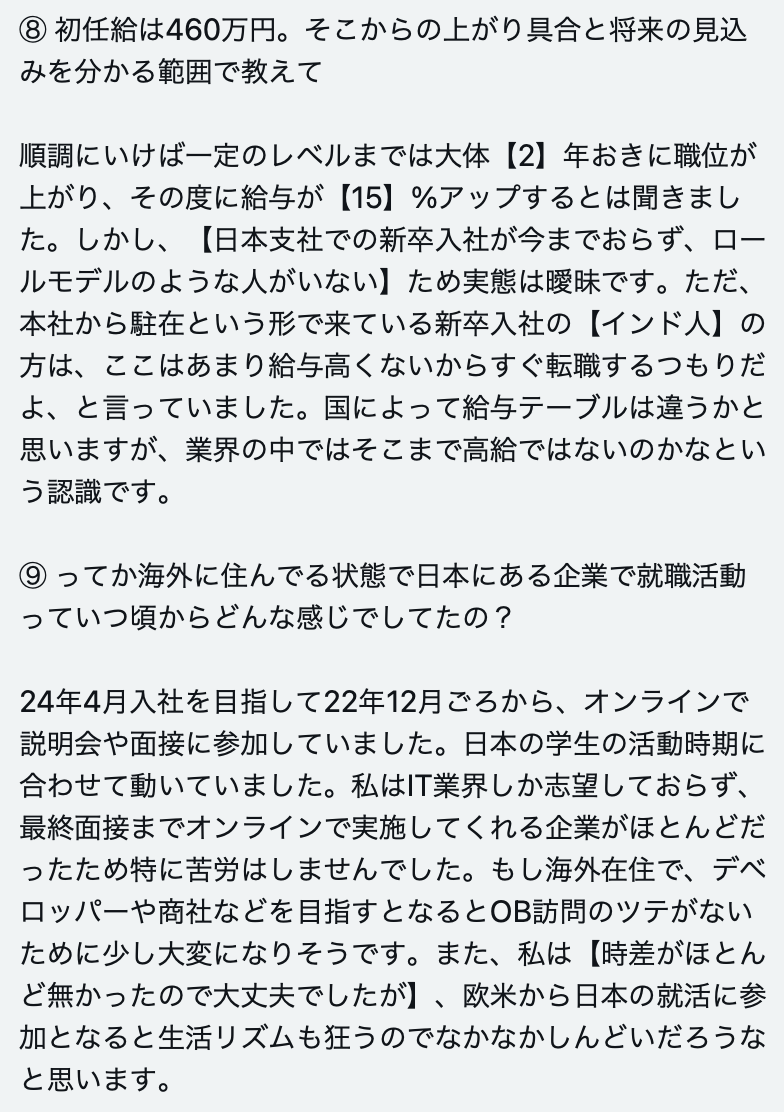 ⑧ 初任給は460万円。そこからの上がり具合と将来の見込
みを分かる範囲で教えて
順調にいけば一定のレベルまでは大体【2】年おきに職位が
上がり、その度に給与が【15】%アップするとは聞きまし
た。しかし、【日本支社での新卒入社が今までおらず、ロー
ルモデルのような人がいない】ため実態は曖昧です。ただ、
本社から駐在という形で来ている新卒入社の【インド人】の
方は、ここはあまり給与高くないからすぐ転職するつもりだ
よ、と言っていました。国によって給与テーブルは違うかと
思いますが、業界の中ではそこまで高給ではないのかなとい
う認識です。
⑨ ってか海外に住んでる状態で日本にある企業で就職活動
っていつ頃からどんな感じでしてたの？
24年4月入社を目指して22年12月ごろから、オンラインで
説明会や面接に参加していました。日本の学生の活動時期に
合わせて動いていました。私はIT業界しか志望しておらず、
最終面接までオンラインで実施してくれる企業がほとんどだ
ったため特に苦労はしませんでした。もし海外在住で、デベ
ロッパーや商社などを目指すとなるとOB訪問のツテがない
ために少し大変になりそうです。また、私は【時差がほとん
ど無かったので大丈夫でしたが】、欧米から日本の就活に参
加となると生活リズムも狂うのでなかなかしんどいだろうな
と思います。